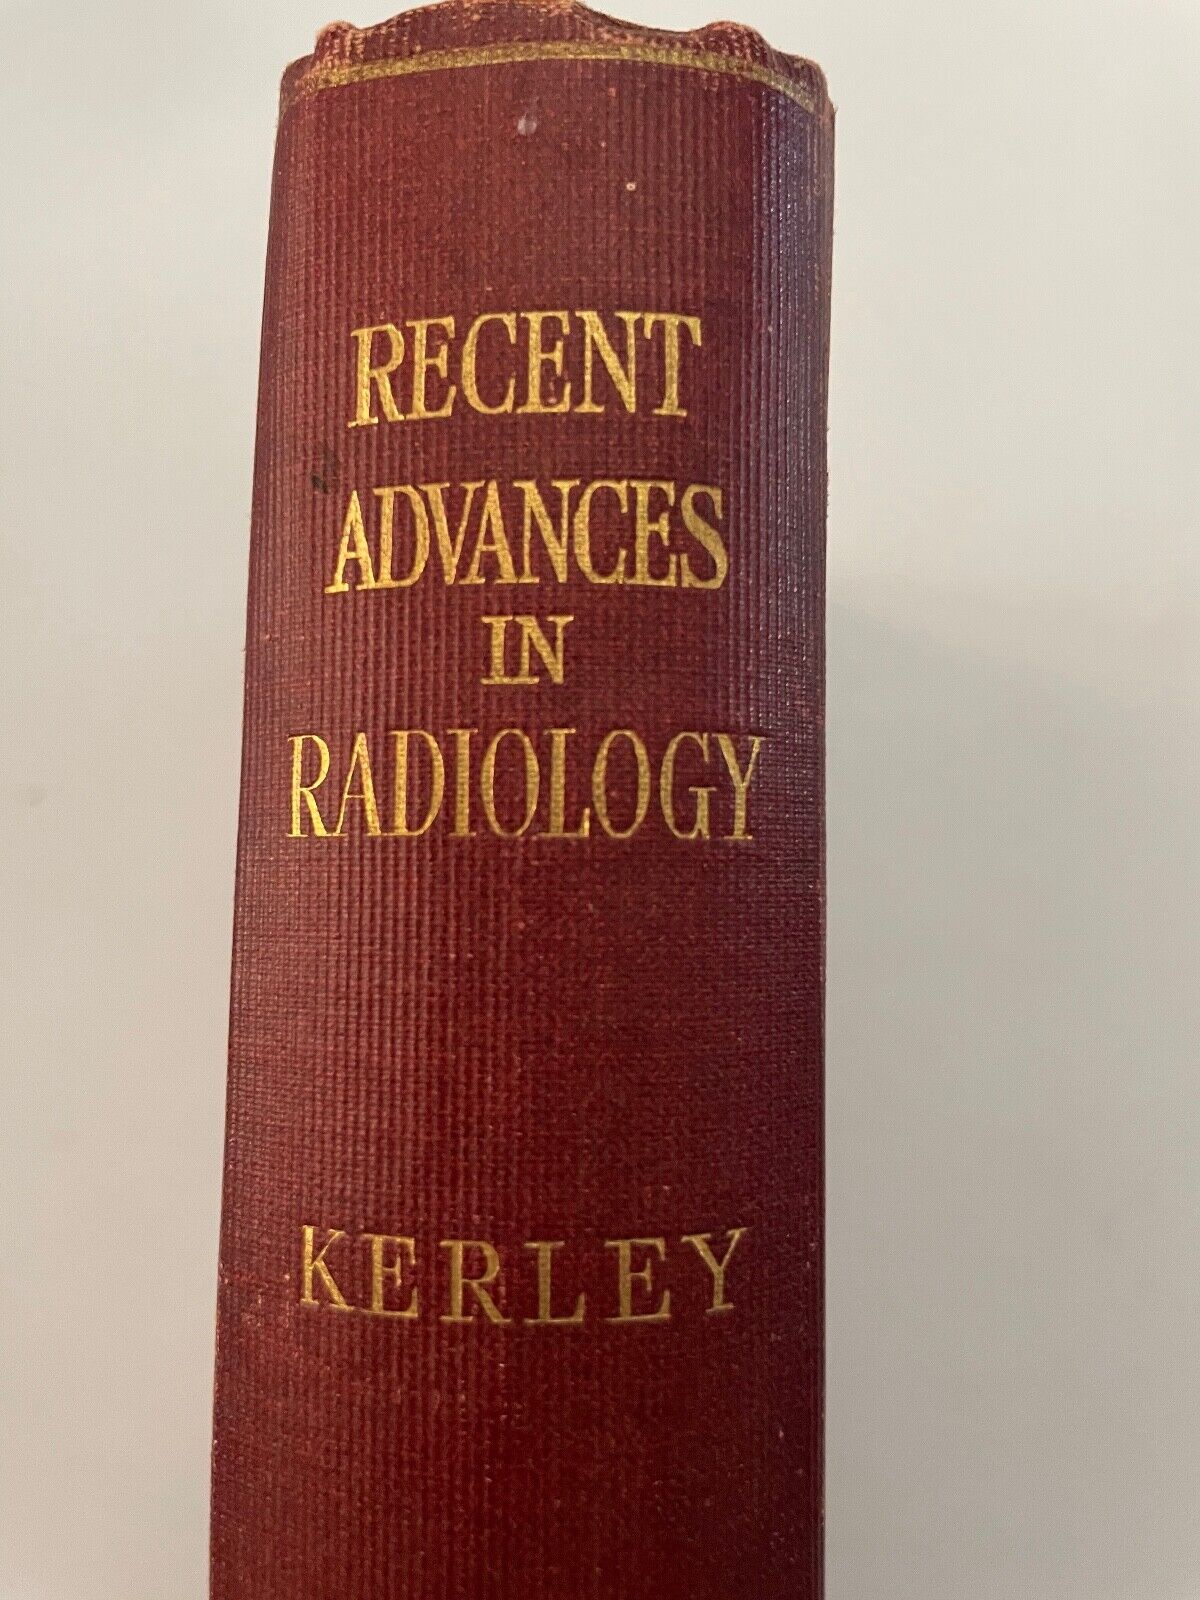 RECENT
ADVANCES
IN
RADIOLOGY
KERLEY